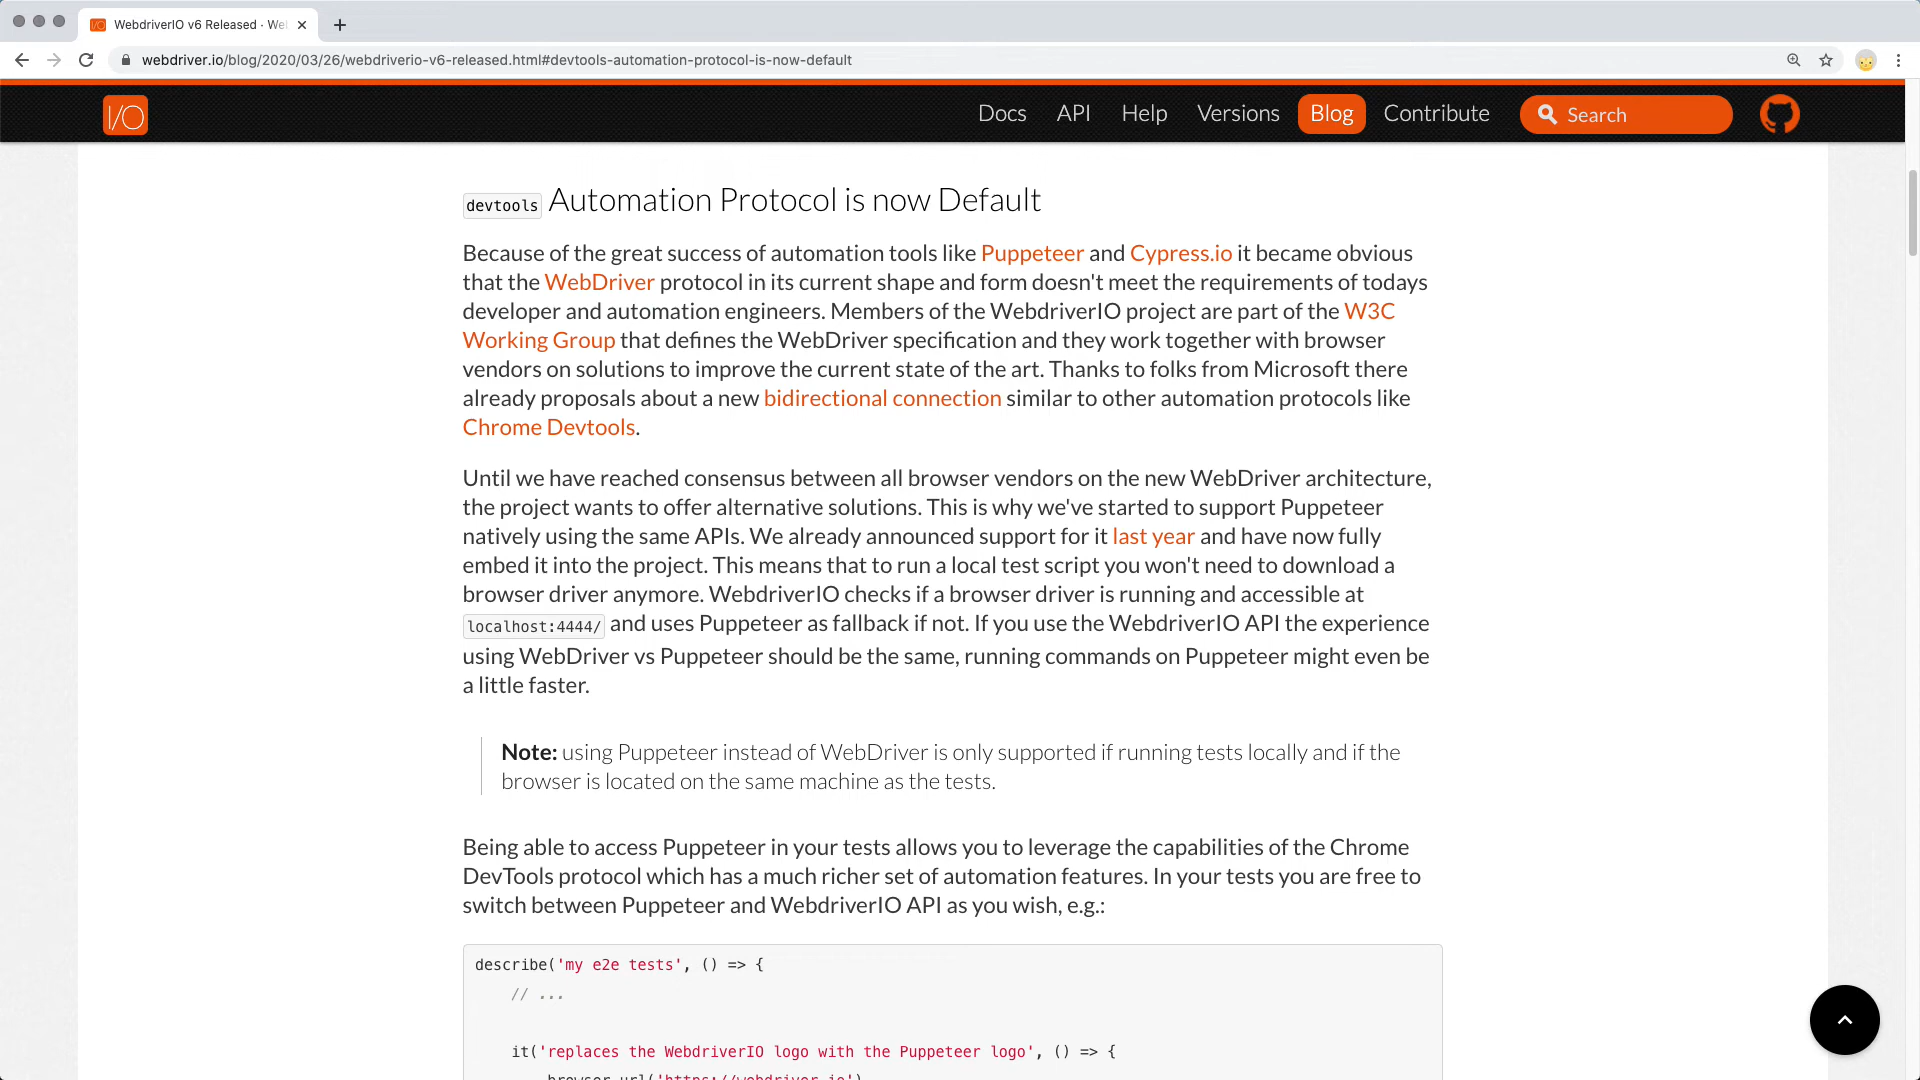 WebdriverIO v6 Released · We
webdriver.io/blog/2020/03/26/webdriverio-v6-released.html#devtools-automation-protocol-is-now-default
I/O
Docs API Help Versions Blog Contribute Search
devtools Automation Protocol is now Default
Because of the great success of automation tools like Puppeteer and Cypress.io it became obvious
that the WebDriver protocol in its current shape and form doesn't meet the requirements of todays
developer and automation engineers. Members of the WebdriverIO project are part of the W3C
Working Group that defines the WebDriver specification and they work together with browser
vendors on solutions to improve the current state of the art. Thanks to folks from Microsoft there
already proposals about a new bidirectional connection similar to other automation protocols like
Chrome Devtools.
Until we have reached consensus between all browser vendors on the new WebDriver architecture,
the project wants to offer alternative solutions. This is why we've started to support Puppeteer
natively using the same APIs. We already announced support for it last year and have now fully
embed it into the project. This means that to run a local test script you won't need to download a
browser driver anymore. WebdriverIO checks if a browser driver is running and accessible at
localhost:4444/ and uses Puppeteer as fallback if not. If you use the WebdriverIO API the experience
using WebDriver vs Puppeteer should be the same, running commands on Puppeteer might even be
a little faster.
Note: using Puppeteer instead of WebDriver is only supported if running tests locally and if the
browser is located on the same machine as the tests.
Being able to access Puppeteer in your tests allows you to leverage the capabilities of the Chrome
DevTools protocol which has a much richer set of automation features. In your tests you are free to
switch between Puppeteer and WebdriverIO API as you wish, e.g.:
describe('my e2e tests', () => {
// ...
it('replaces the WebdriverIO logo with the Puppeteer logo', () => {
browser.url('https://webdriver.io')